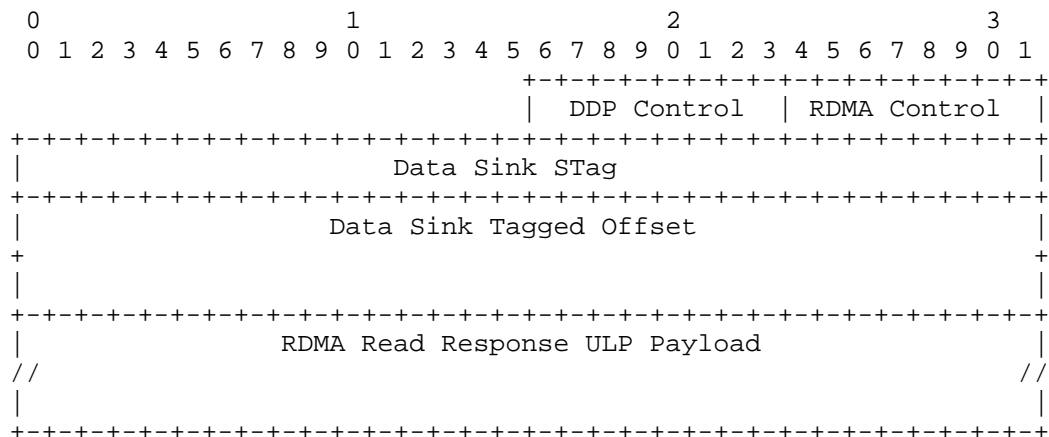 0                   1                   2                   3
 0 1 2 3 4 5 6 7 8 9 0 1 2 3 4 5 6 7 8 9 0 1 2 3 4 5 6 7 8 9 0 1
                                +-+-+-+-+-+-+-+-+-+-+-+-+-+-+-+-+
                                |  DDP Control  | RDMA Control  |
+-+-+-+-+-+-+-+-+-+-+-+-+-+-+-+-+-+-+-+-+-+-+-+-+-+-+-+-+-+-+-+-+
|                       Data Sink STag                          |
+-+-+-+-+-+-+-+-+-+-+-+-+-+-+-+-+-+-+-+-+-+-+-+-+-+-+-+-+-+-+-+-+
|                   Data Sink Tagged Offset                     |
+                                                               +
|                                                               |
+-+-+-+-+-+-+-+-+-+-+-+-+-+-+-+-+-+-+-+-+-+-+-+-+-+-+-+-+-+-+-+-+
|                RDMA Read Response ULP Payload                 |
//                                                             //
|                                                               |
+-+-+-+-+-+-+-+-+-+-+-+-+-+-+-+-+-+-+-+-+-+-+-+-+-+-+-+-+-+-+-+-+